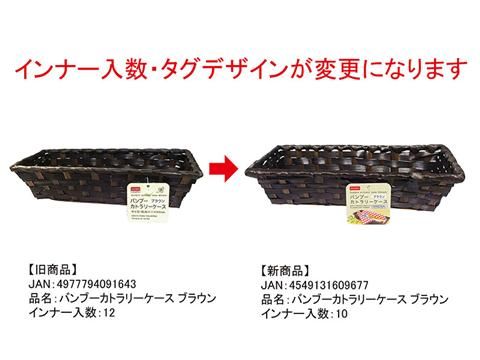 インナー入数・タグデザインが変更になります
バンブー ブラウン
カトラリーケース
バンブー ブラウン
カトラリーケース
【旧商品】
JAN:4977794091643
品名:バンブーカトラリーケース ブラウン
インナー入数:12
【新商品】
JAN:4549131609677
品名:バンブーカトラリーケース ブラウン
インナー入数:10